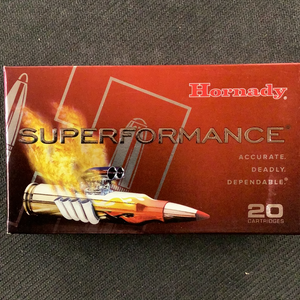 Hornady®
SUPERFORMANCE®
ACCURATE.
DEADLY.
DEPENDABLE.®
20
CARTRIDGES